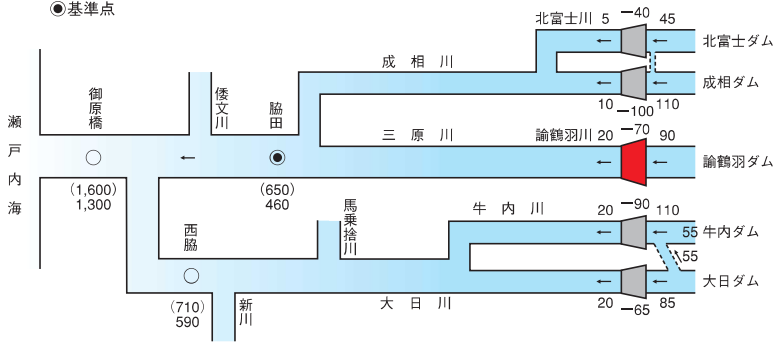 ◉基準点
北富士川 5 −40 45
北富士ダム
成相川
10 −100 110
成相ダム
瀬戸内海
御原橋
倭文川
脇田
三原川
諭鶴羽川 20 −70 90
諭鶴羽ダム
(1,600)
1,300
(650)
460
馬乗捨川
牛内川
20 −90 110
55
牛内ダム
55
西脇
(710)
590
新川
大日川
20 −65 85
大日ダム